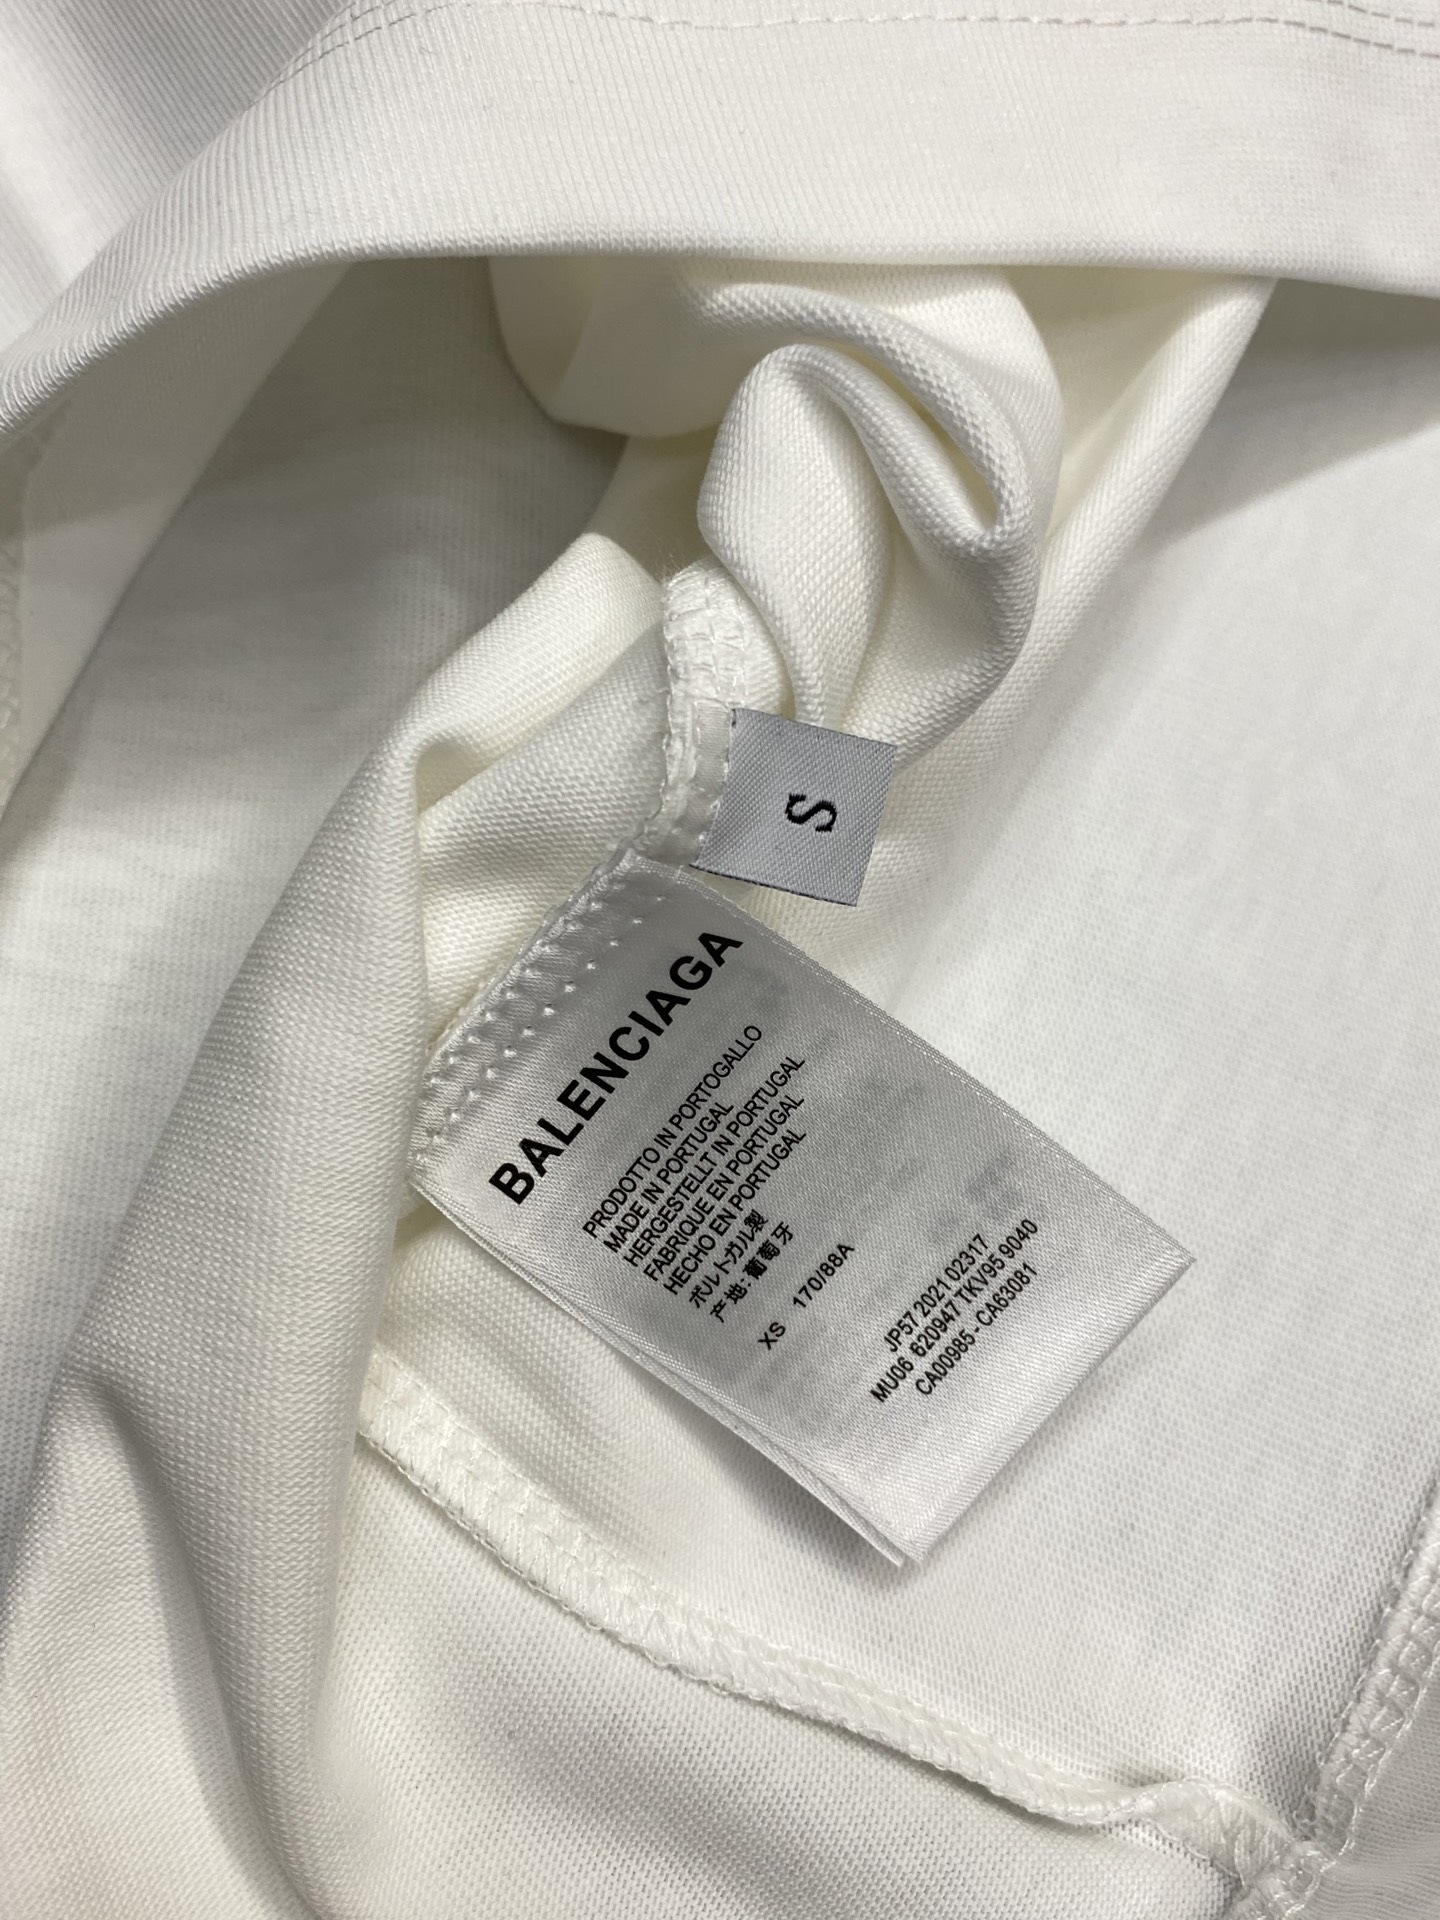 S
BALENCIAGA
PRODOTTO IN PORTOGALLO
MADE IN PORTUGAL
HERGESTELLT IN PORTUGAL
FABRIQUE EN PORTUGAL
HECHO EN PORTUGAL
ポルトガル製
产地:葡萄牙
XS 170/88A
JP57 2021 02317
MU06 620947 TKV95 9040
CA00985 - CA63081